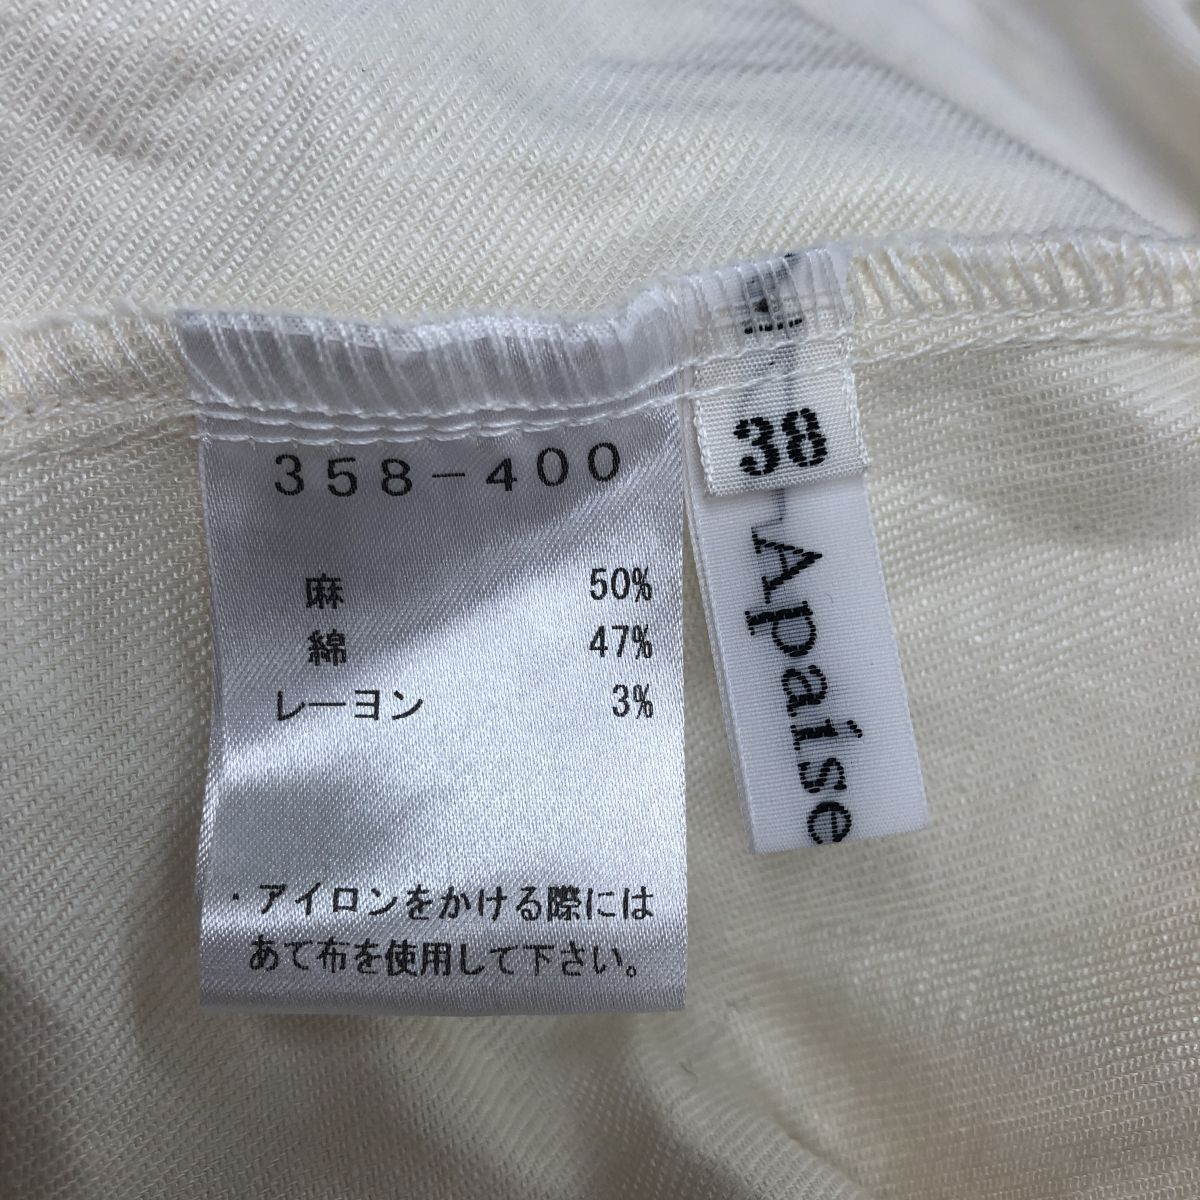 358-400
麻 50%
綿 47%
レーヨン 3%
・アイロンをかける際には
あて布を使用して下さい。
38
Apaise